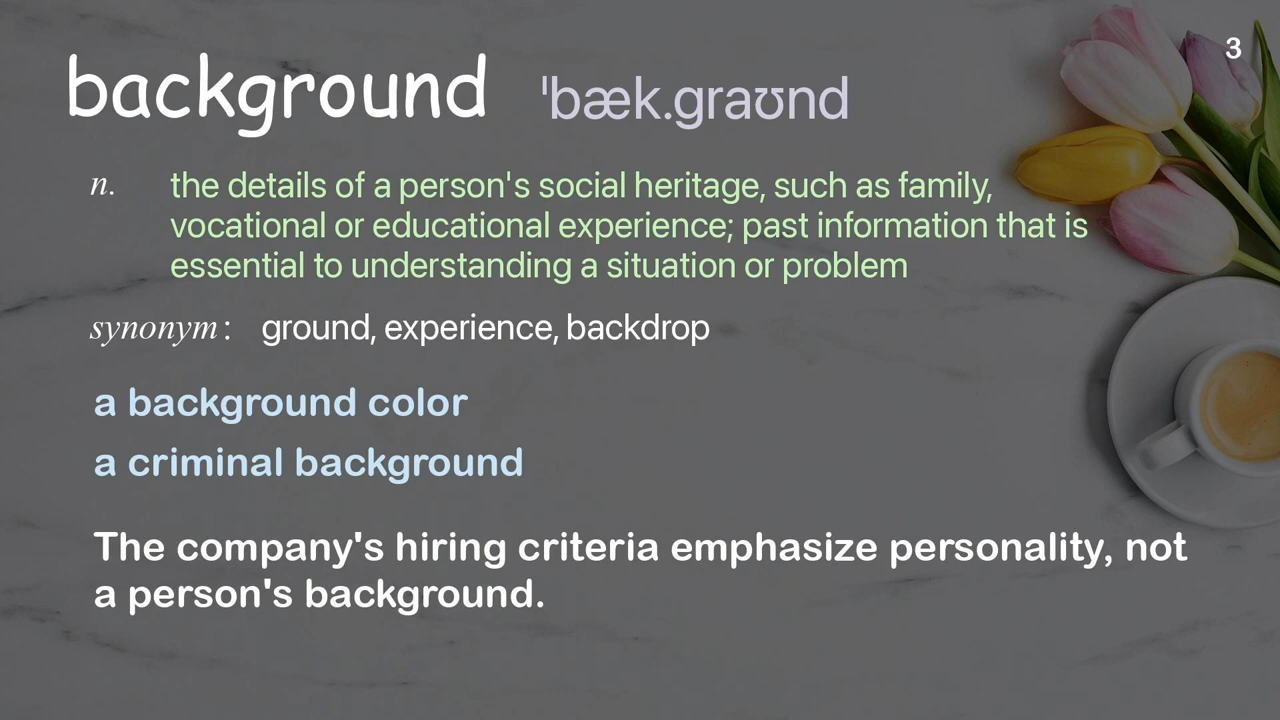 3
background ˈbæk.graʊnd
n. the details of a person's social heritage, such as family,
vocational or educational experience; past information that is
essential to understanding a situation or problem
synonym: ground, experience, backdrop
a background color
a criminal background
The company's hiring criteria emphasize personality, not
a person's background.